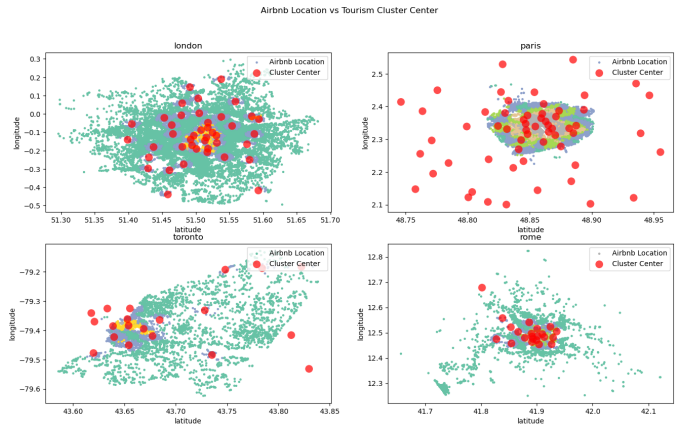 Airbnb Location vs Tourism Cluster Center
london
Airbnb Location
Cluster Center
longitude
0.3
0.2
0.1
0.0
−0.1
−0.2
−0.3
−0.4
−0.5
51.30 51.35 51.40 51.45 51.50 51.55 51.60 51.65 51.70
latitude
paris
Airbnb Location
Cluster Center
longitude
2.5
2.4
2.3
2.2
2.1
48.75 48.80 48.85 48.90 48.95
latitude
toronto
Airbnb Location
Cluster Center
longitude
−79.2
−79.3
−79.4
−79.5
−79.6
43.60 43.65 43.70 43.75 43.80 43.85
latitude
rome
Airbnb Location
Cluster Center
longitude
12.8
12.7
12.6
12.5
12.4
12.3
41.7 41.8 41.9 42.0 42.1
latitude